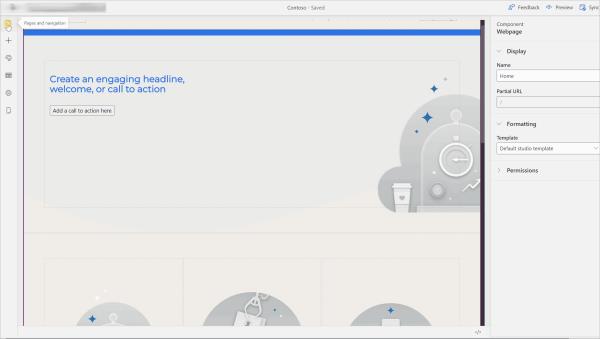 Contoso - Saved
Feedback
Preview
Sync
Pages and navigation
Create an engaging headline,
welcome, or call to action
Add a call to action here
Component
Webpage
Display
Name
Home
Partial URL
/
Formatting
Template
Default studio template
Permissions